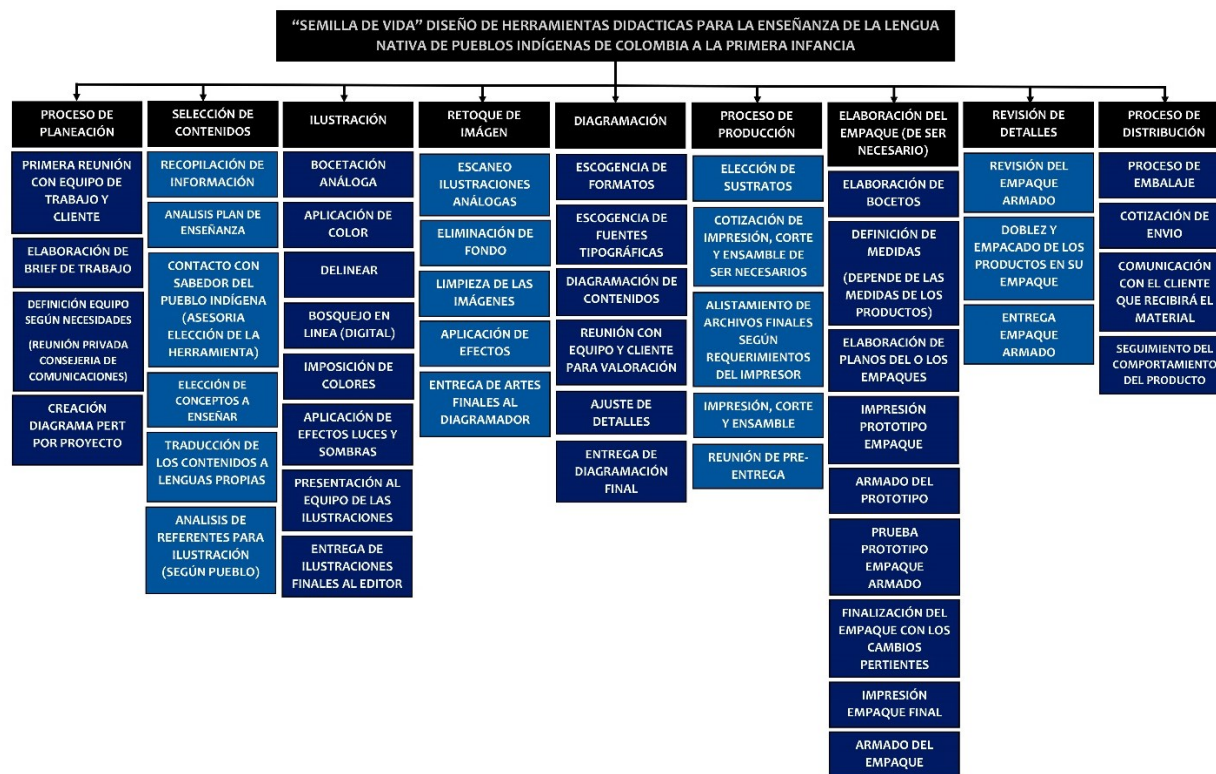 “SEMILLA DE VIDA” DISEÑO DE HERRAMIENTAS DIDACTICAS PARA LA ENSEÑANZA DE LA LENGUA
NATIVA DE PUEBLOS INDÍGENAS DE COLOMBIA A LA PRIMERA INFANCIA
PROCESO DE
PLANEACIÓN
PRIMERA REUNIÓN
CON EQUIPO DE
TRABAJO Y
CLIENTE
ELABORACIÓN DE
BRIEF DE TRABAJO
DEFINICIÓN EQUIPO
SEGÚN NECESIDADES
(REUNIÓN PRIVADA
CONSEJERIA DE
COMUNICACIONES)
CREACIÓN
DIAGRAMA PERT
POR PROYECTO
SELECCIÓN DE
CONTENIDOS
RECOPILACIÓN DE
INFORMACIÓN
ANALISIS PLAN DE
ENSEÑANZA
CONTACTO CON
SABEDOR DEL
PUEBLO INDÍGENA
(ASESORIA
ELECCIÓN DE LA
HERRAMIENTA)
ELECCIÓN DE
CONCEPTOS A
ENSEÑAR
TRADUCCIÓN DE
LOS CONTENIDOS A
LENGUAS PROPIAS
ANALISIS DE
REFERENTES PARA
ILUSTRACIÓN
(SEGÚN PUEBLO)
ILUSTRACIÓN
BOCETACIÓN
ANÁLOGA
APLICACIÓN DE
COLOR
DELINEAR
BOSQUEJO EN
LINEA (DIGITAL)
IMPOSICIÓN DE
COLORES
APLICACIÓN DE
EFECTOS LUCES Y
SOMBRAS
PRESENTACIÓN AL
EQUIPO DE LAS
ILUSTRACIONES
ENTREGA DE
ILUSTRACIONES
FINALES AL EDITOR
RETOQUE DE
IMÁGEN
ESCANEO
ILUSTRACIONES
ANÁLOGAS
ELIMINACIÓN DE
FONDO
LIMPIEZA DE LAS
IMÁGENES
APLICACIÓN DE
EFECTOS
ENTREGA DE ARTES
FINALES AL
DIAGRAMADOR
DIAGRAMACIÓN
ESCOGENCIA DE
FORMATOS
ESCOGENCIA DE
FUENTES
TIPOGRÁFICAS
DIAGRAMACIÓN DE
CONTENIDOS
REUNIÓN CON
EQUIPO Y CLIENTE
PARA VALORACIÓN
AJUSTE DE
DETALLES
ENTREGA DE
DIAGRAMACIÓN
FINAL
PROCESO DE
PRODUCCIÓN
ELECCIÓN DE
SUSTRATOS
COTIZACIÓN DE
IMPRESIÓN, CORTE
Y ENSAMBLE DE
SER NECESARIOS
ALISTAMIENTO DE
ARCHIVOS FINALES
SEGÚN
REQUERIMIENTOS
DEL IMPRESOR
IMPRESIÓN, CORTE
Y ENSAMBLE
REUNIÓN DE PRE-
ENTREGA
ELABORACIÓN DEL
EMPAQUE (DE SER
NECESARIO)
ELABORACIÓN DE
BOCETOS
DEFINICIÓN DE
MEDIDAS
(DEPENDE DE LAS
MEDIDAS DE LOS
PRODUCTOS)
ELABORACIÓN DE
PLANOS DEL O LOS
EMPAQUES
IMPRESIÓN
PROTOTIPO
EMPAQUE
ARMADO DEL
PROTOTIPO
PRUEBA
PROTOTIPO
EMPAQUE
ARMADO
FINALIZACIÓN DEL
EMPAQUE CON LOS
CAMBIOS
PERTIENTES
IMPRESIÓN
EMPAQUE FINAL
ARMADO DEL
EMPAQUE
REVISIÓN DE
DETALLES
REVISIÓN DEL
EMPAQUE
ARMADO
DOBLEZ Y
EMPACADO DE LOS
PRODUCTOS EN SU
EMPAQUE
ENTREGA
EMPAQUE
ARMADO
PROCESO DE
DISTRIBUCIÓN
PROCESO DE
EMBALAJE
COTIZACIÓN DE
ENVIO
COMUNICACIÓN
CON EL CLIENTE
QUE RECIBIRÁ EL
MATERIAL
SEGUIMIENTO DEL
COMPORTAMIENTO
DEL PRODUCTO